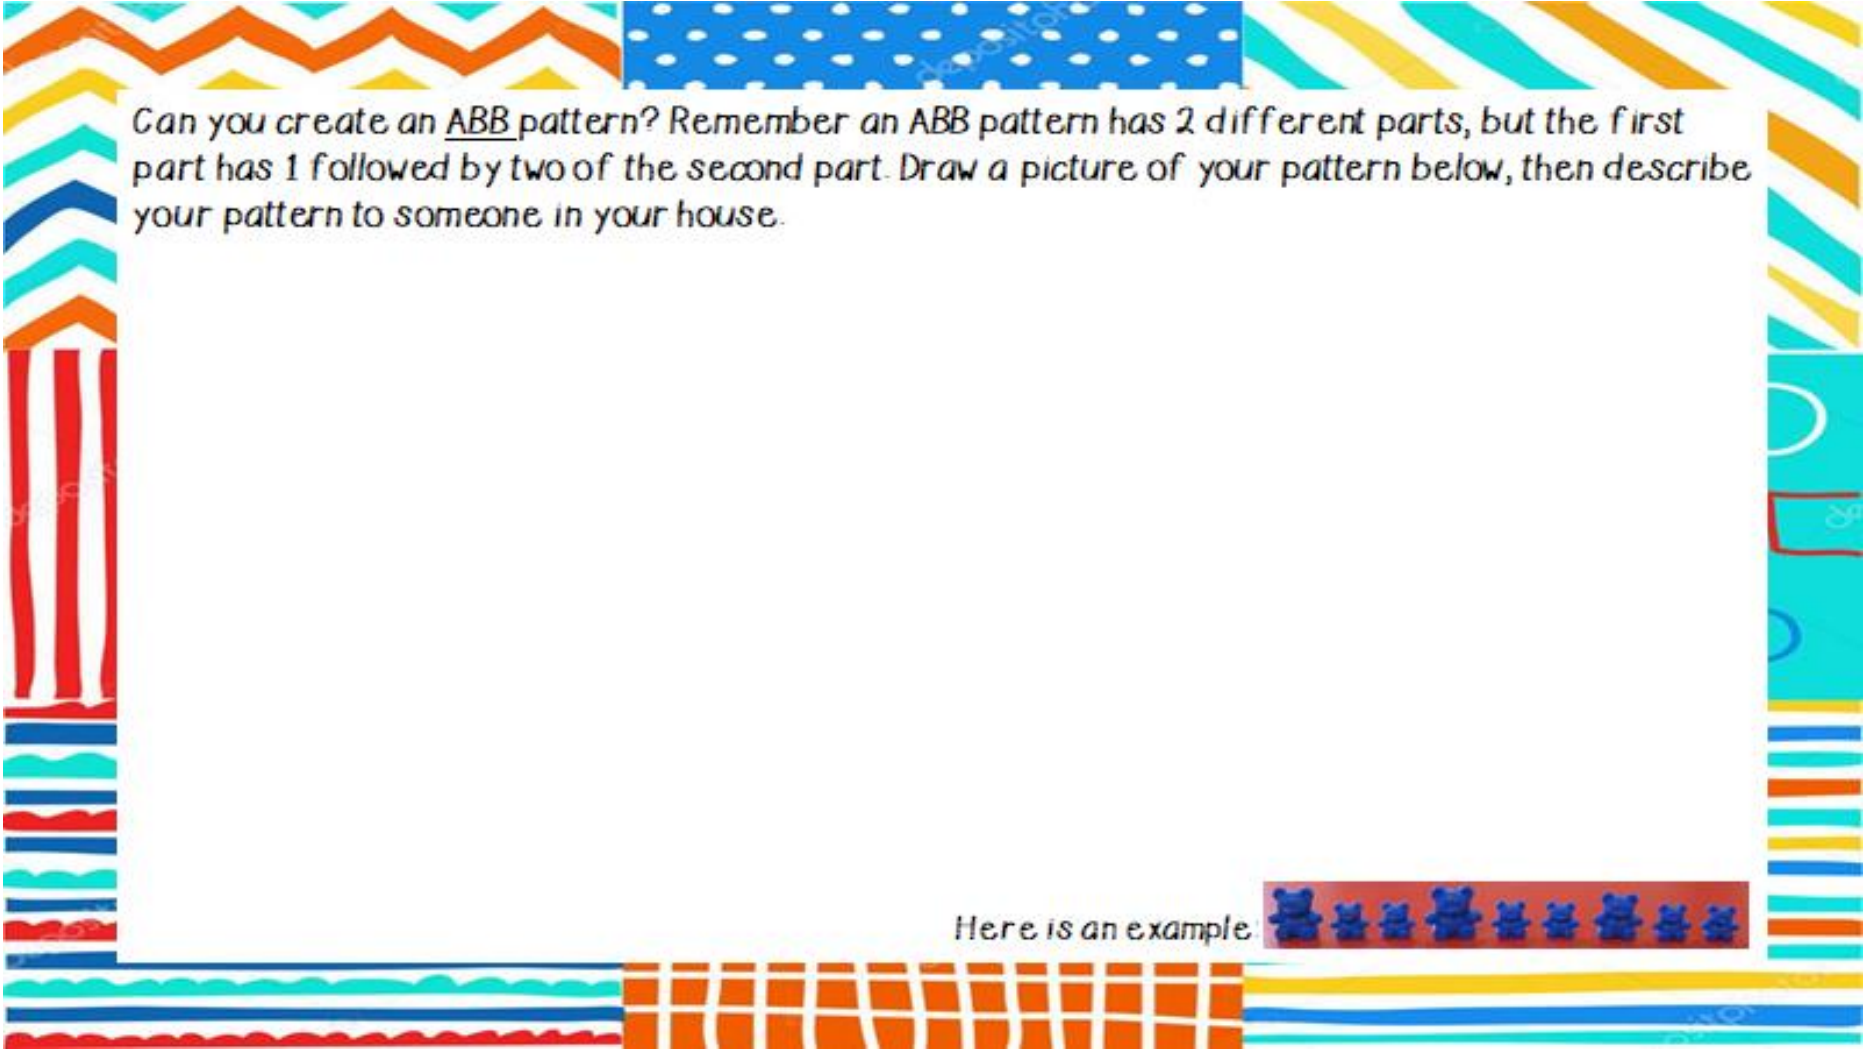 Can you create an ABB pattern? Remember an ABB pattern has 2 different parts, but the first
part has 1 followed by two of the second part. Draw a picture of your pattern below, then describe
your pattern to someone in your house.
Here is an example: